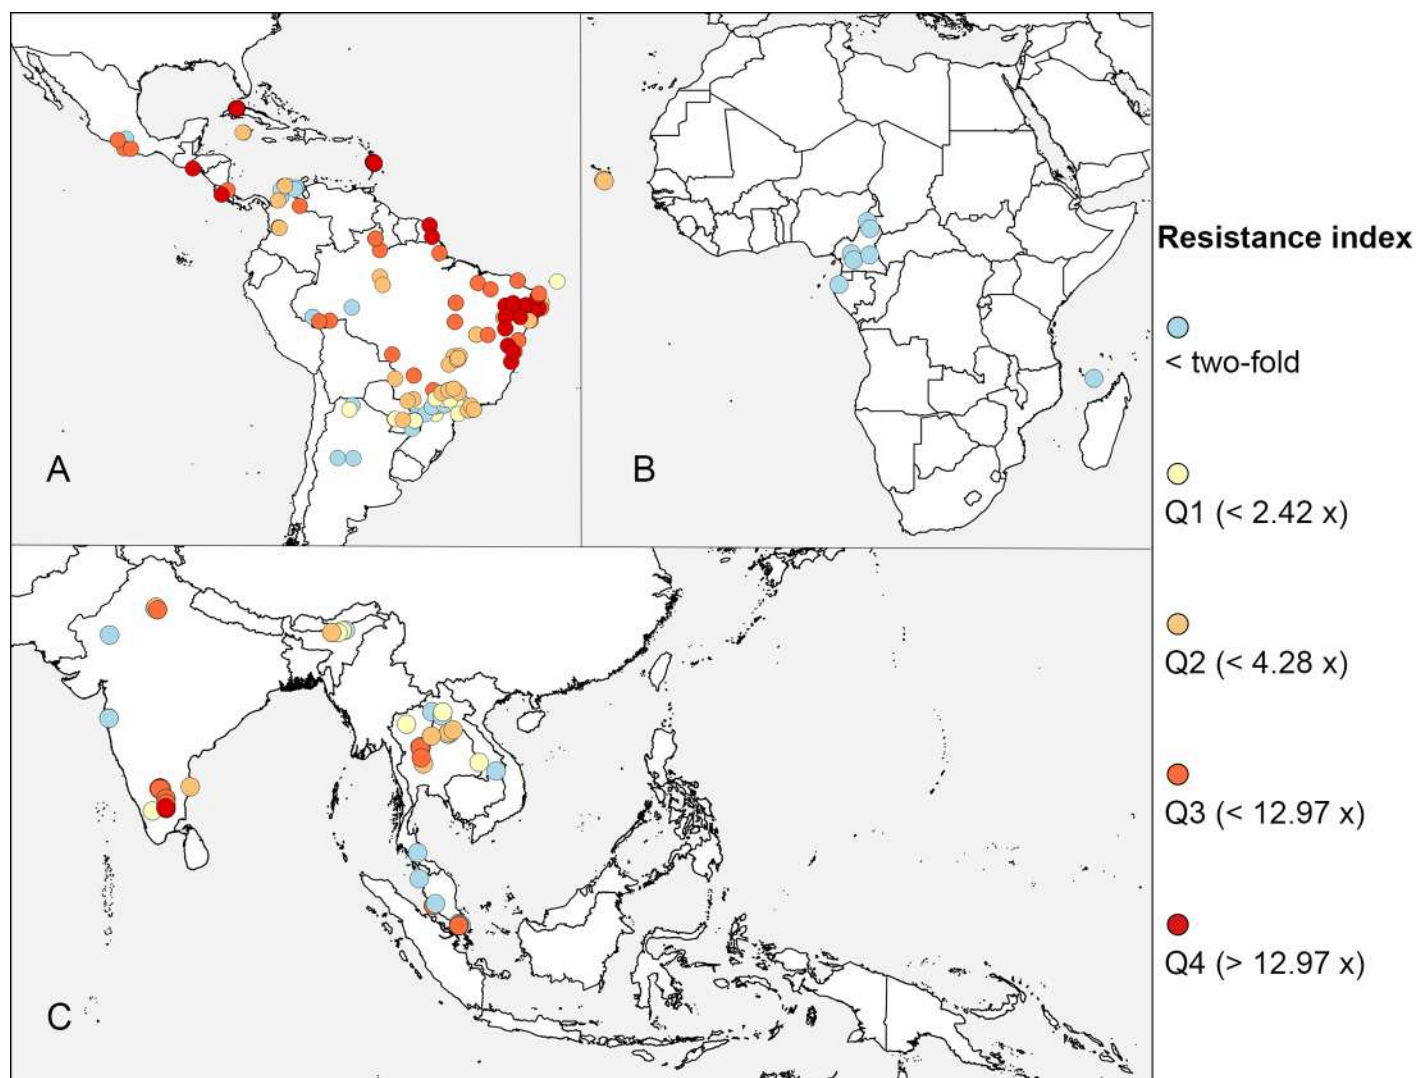 A
B
C
Resistance index
< two-fold
Q1 (< 2.42 x)
Q2 (< 4.28 x)
Q3 (< 12.97 x)
Q4 (> 12.97 x)